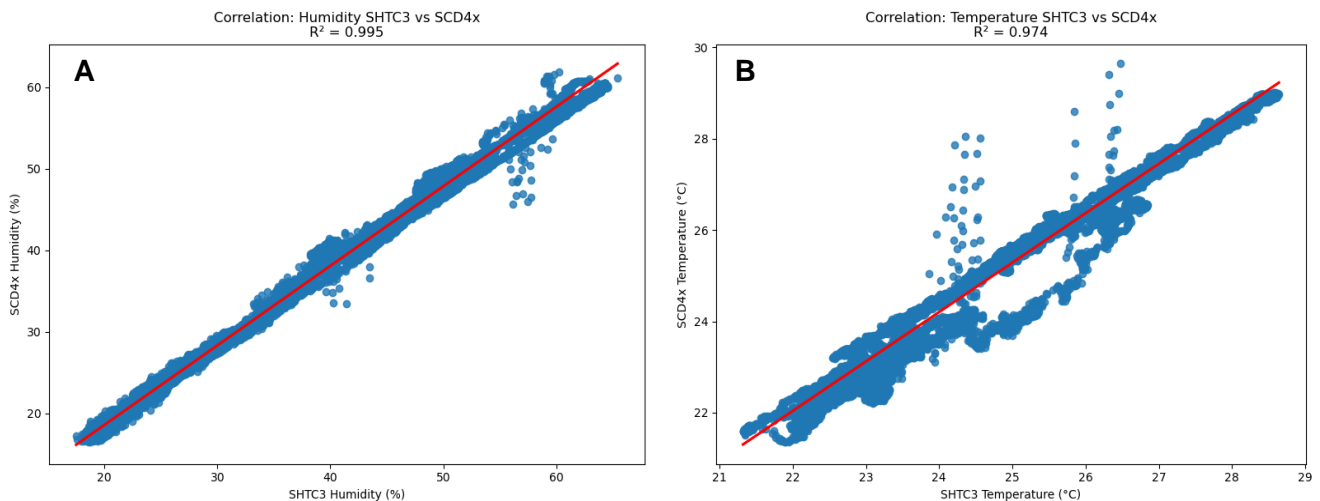 Correlation: Humidity SHTC3 vs SCD4x
R² = 0.995
A
60
50
40
30
20
SCD4x Humidity (%)
20 30 40 50 60
SHTC3 Humidity (%)
Correlation: Temperature SHTC3 vs SCD4x
R² = 0.974
B
30
28
26
24
22
SCD4x Temperature (°C)
21 22 23 24 25 26 27 28 29
SHTC3 Temperature (°C)